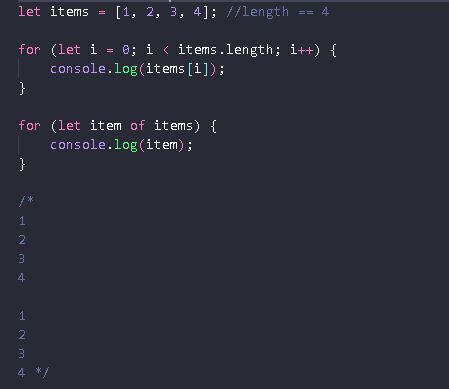 let items = [1, 2, 3, 4]; //length == 4
for (let i = 0; i < items.length; i++) {
    console.log(items[i]);
}
for (let item of items) {
    console.log(item);
}
/*
1
2
3
4
1
2
3
4 */